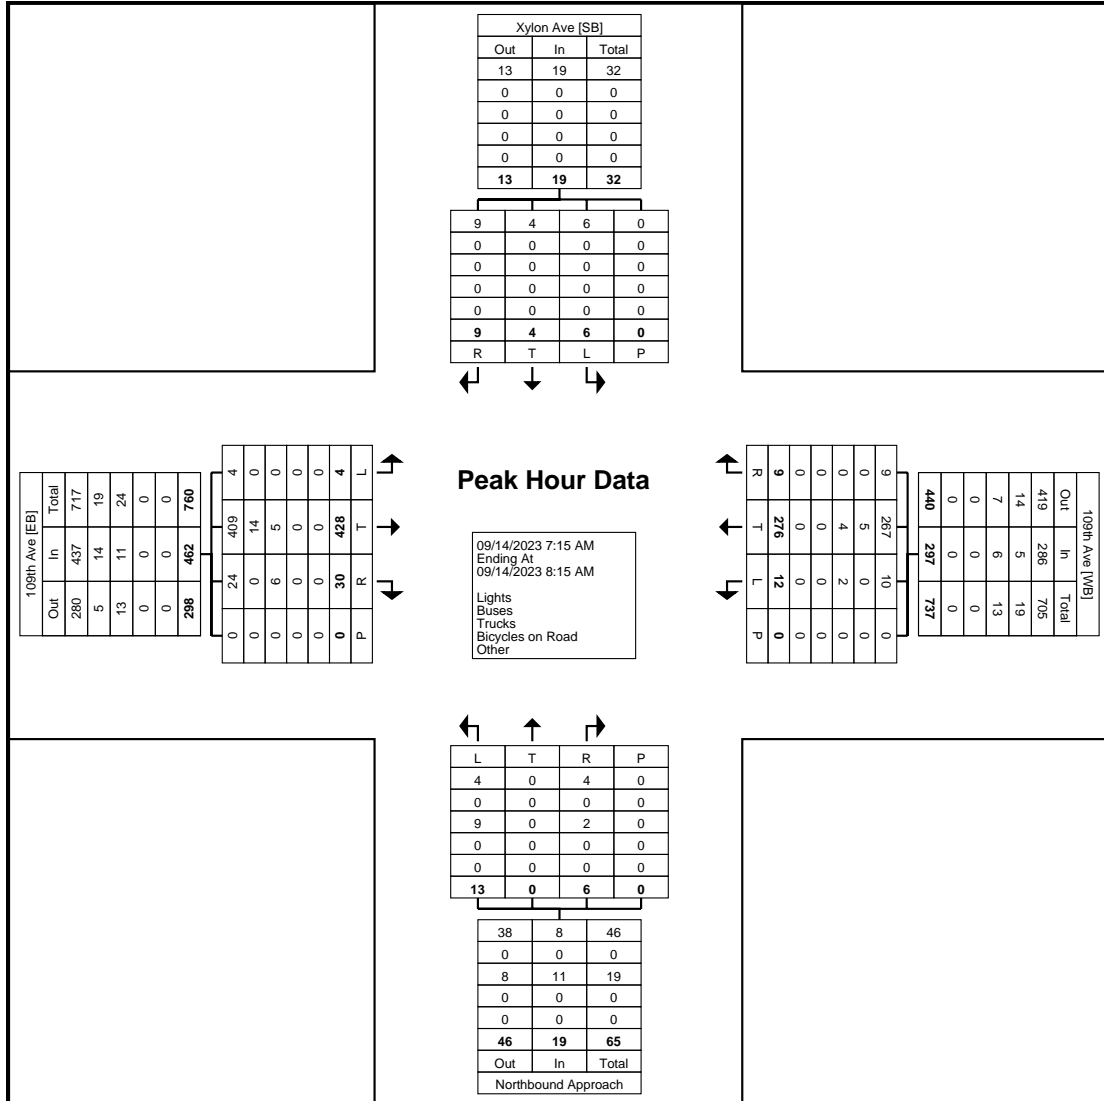 Xylon Ave [SB]
Out In Total
13 19 32
0 0 0
0 0 0
0 0 0
0 0 0
13 19 32
9 4 6 0
0 0 0 0
0 0 0 0
0 0 0 0
0 0 0 0
9 4 6 0
R T L P
109th Ave [EB]
Out In Total
280 437 717
5 14 19
13 11 24
0 0 0
0 0 0
298 462 760
4 409 24 0
0 14 0 0
0 5 6 0
0 0 0 0
0 0 0 0
4 428 30 0
L T R P
Peak Hour Data
09/14/2023 7:15 AM
Ending At
09/14/2023 8:15 AM
Lights
Buses
Trucks
Bicycles on Road
Other
R T L P
9 276 12 0
0 0 0 0
0 0 0 0
0 4 2 0
0 5 0 0
9 267 10 0
109th Ave [WB]
Out In Total
419 286 705
14 5 19
7 6 13
0 0 0
0 0 0
440 297 737
L T R P
4 0 4 0
0 0 0 0
9 0 2 0
0 0 0 0
0 0 0 0
13 0 6 0
38 8 46
0 0 0
8 11 19
0 0 0
0 0 0
46 19 65
Out In Total
Northbound Approach